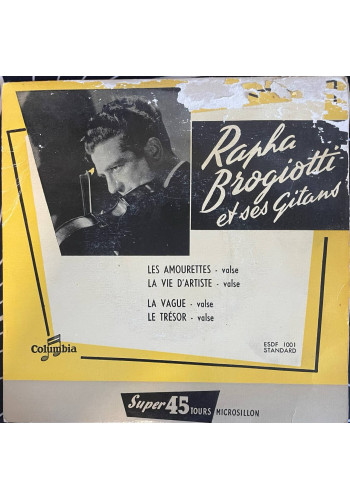 Rapha
Brogiotti
et ses Gitans
LES AMOURETTES - valse
LA VIE D'ARTISTE - valse
LA VAGUE - valse
LE TRÉSOR - valse
Columbia
ESDF 1001
STANDARD
Super 45 TOURS MICROSILLON